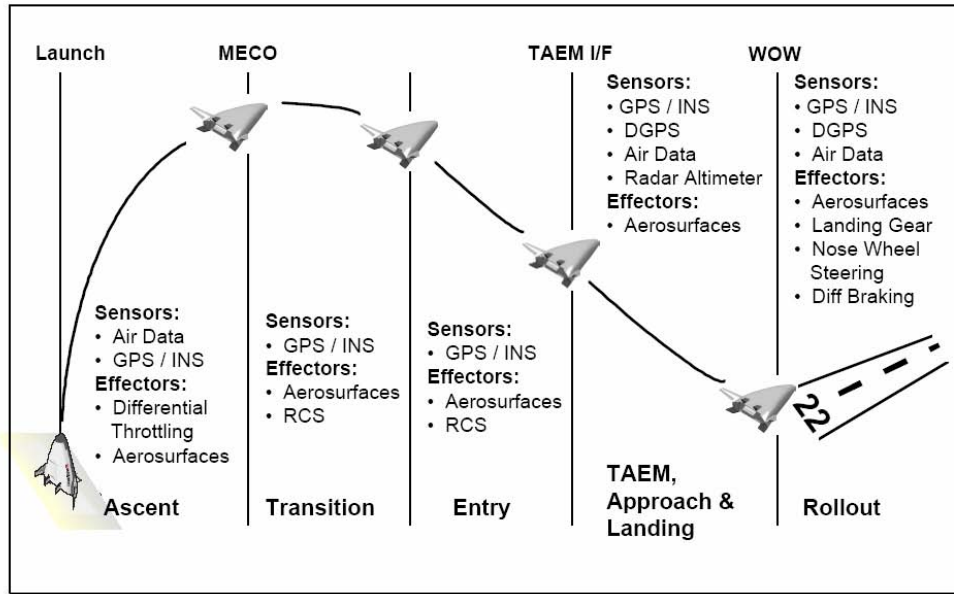 Launch
MECO
TAEM I/F
WOW
Sensors:
• Air Data
• GPS / INS
Effectors:
• Differential
Throttling
• Aerosurfaces
Ascent
Sensors:
• GPS / INS
Effectors:
• Aerosurfaces
• RCS
Transition
Sensors:
• GPS / INS
Effectors:
• Aerosurfaces
• RCS
Entry
Sensors:
• GPS / INS
• DGPS
• Air Data
• Radar Altimeter
Effectors:
• Aerosurfaces
TAEM,
Approach &
Landing
Sensors:
• GPS / INS
• DGPS
• Air Data
Effectors:
• Aerosurfaces
• Landing Gear
• Nose Wheel
Steering
• Diff Braking
22
Rollout